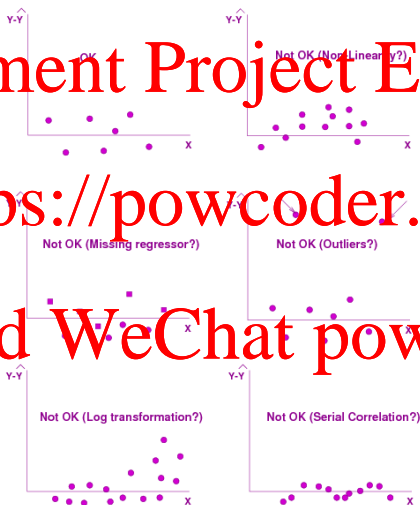 Y-Y Y-Y
OK Not OK (Non-Linearity?)
ment Project E
X X
ps://powcoder.
Y-Y Y-Y
Not OK (Missing regressor?) Not OK (Outliers?)
X X
d WeChat pow
Y-Y Y-Y
Not OK (Log transformation?) Not OK (Serial Correlation?)
X X